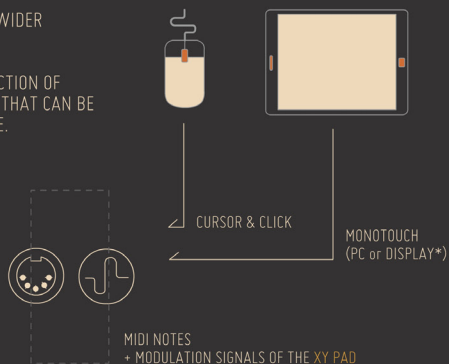 WIDER
CTION OF
THAT CAN BE
E.
CURSOR & CLICK
MONOTOUCH
(PC or DISPLAY*)
MIDI NOTES
+ MODULATION SIGNALS OF THE XY PAD